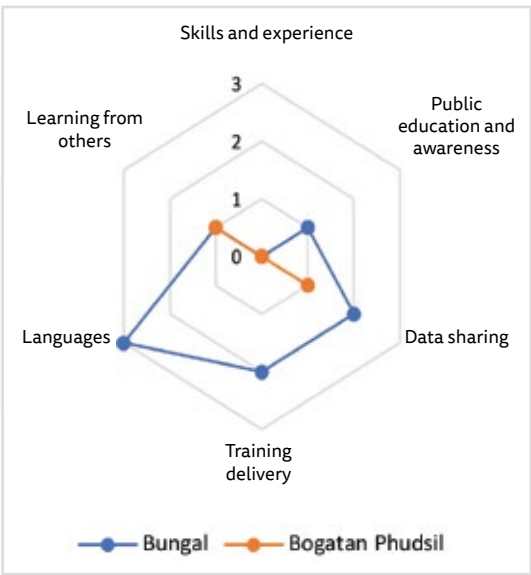 Skills and experience
Public
education and
awareness
Learning from
others
3
2
1
0
Languages
Data sharing
Training
delivery
Bungal
Bogatan Phudsil